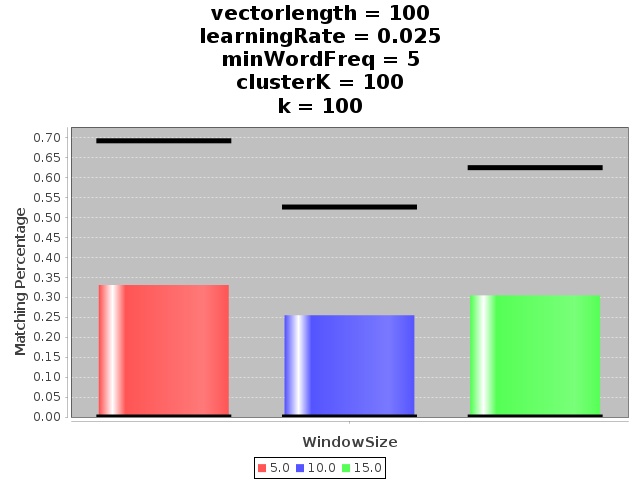 vectorlength = 100
learningRate = 0.025
minWordFreq = 5
clusterK = 100
k = 100
Matching Percentage
0.70
0.65
0.60
0.55
0.50
0.45
0.40
0.35
0.30
0.25
0.20
0.15
0.10
0.05
0.00
WindowSize
5.0 10.0 15.0